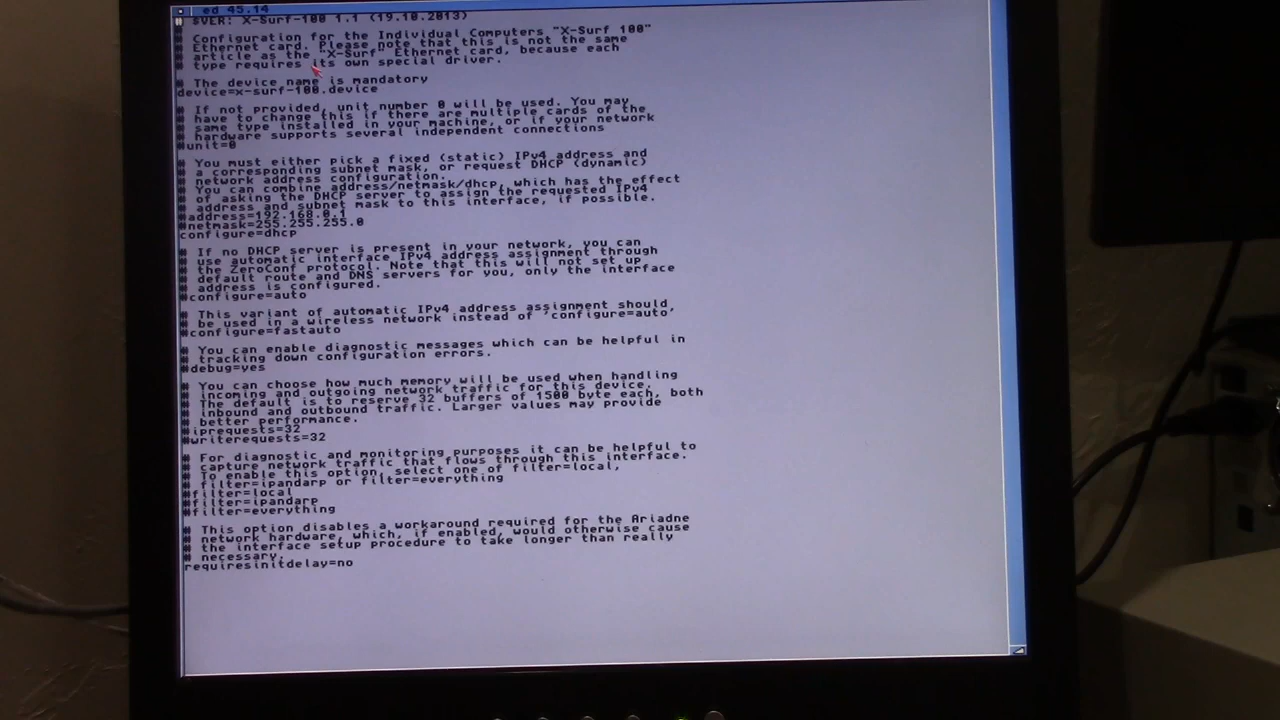 ed 45.14
# $VER: X-Surf-100 1.1 (19.10.2013)
# Configuration for the Individual Computers "X-Surf 100"
# Ethernet card. Please note that this is not the same
# article as the "X-Surf" Ethernet card, because each
# type requires its own special driver.
# The device name is mandatory
device=x-surf-100.device
# If not provided, unit number 0 will be used. You may
# have to change this if there are multiple cards of the
# same type installed in your machine, or if your network
# hardware supports several independent connections
#unit=0
# You must either pick a fixed (static) IPv4 address and
# a corresponding subnet mask, or request DHCP (dynamic)
# network address configuration.
# You can combine address/netmask/dhcp, which has the effect
# of asking the DHCP server to assign the requested IPv4
# address and subnet mask to this interface, if possible.
#address=192.168.0.1
#netmask=255.255.255.0
configure=dhcp
# If no DHCP server is present in your network, you can
# use automatic interface IPv4 address assignment through
# the ZeroConf protocol. Note that this will not set up
# default route and DNS servers for you, only the interface
# address is configured.
#configure=auto
# This variant of automatic IPv4 address assignment should,
# be used in a wireless network instead of 'configure=auto'
#configure=fastauto
# You can enable diagnostic messages which can be helpful in
# tracking down configuration errors.
#debug=yes
# You can choose how much memory will be used when handling
# incoming and outgoing network traffic for this device.
# The default is to reserve 32 buffers of 1500 byte each, both
# inbound and outbound traffic. Larger values may provide
# better performance.
#iprequests=32
#writerequests=32
# For diagnostic and monitoring purposes it can be helpful to
# capture network traffic that flows through this interface.
# To enable this option, select one of filter=local,
# filter=ipandarp or filter=everything
#filter=local
#filter=ipandarp
#filter=everything
# This option disables a workaround required for the Ariadne
# network hardware, which, if enabled, would otherwise cause
# the interface setup procedure to take longer than really
# necessary.
requiresinitdelay=no